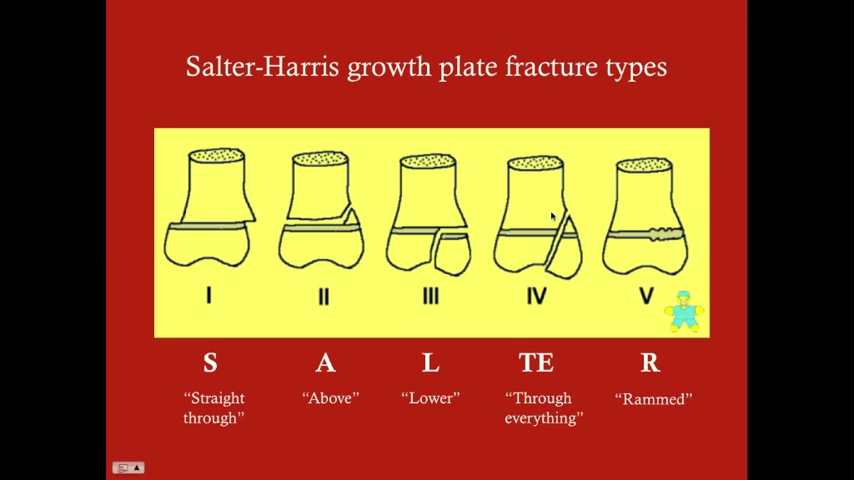 Salter-Harris growth plate fracture types
I II III IV V
S A L TE R
“Straight through” “Above” “Lower” “Through everything” “Rammed”